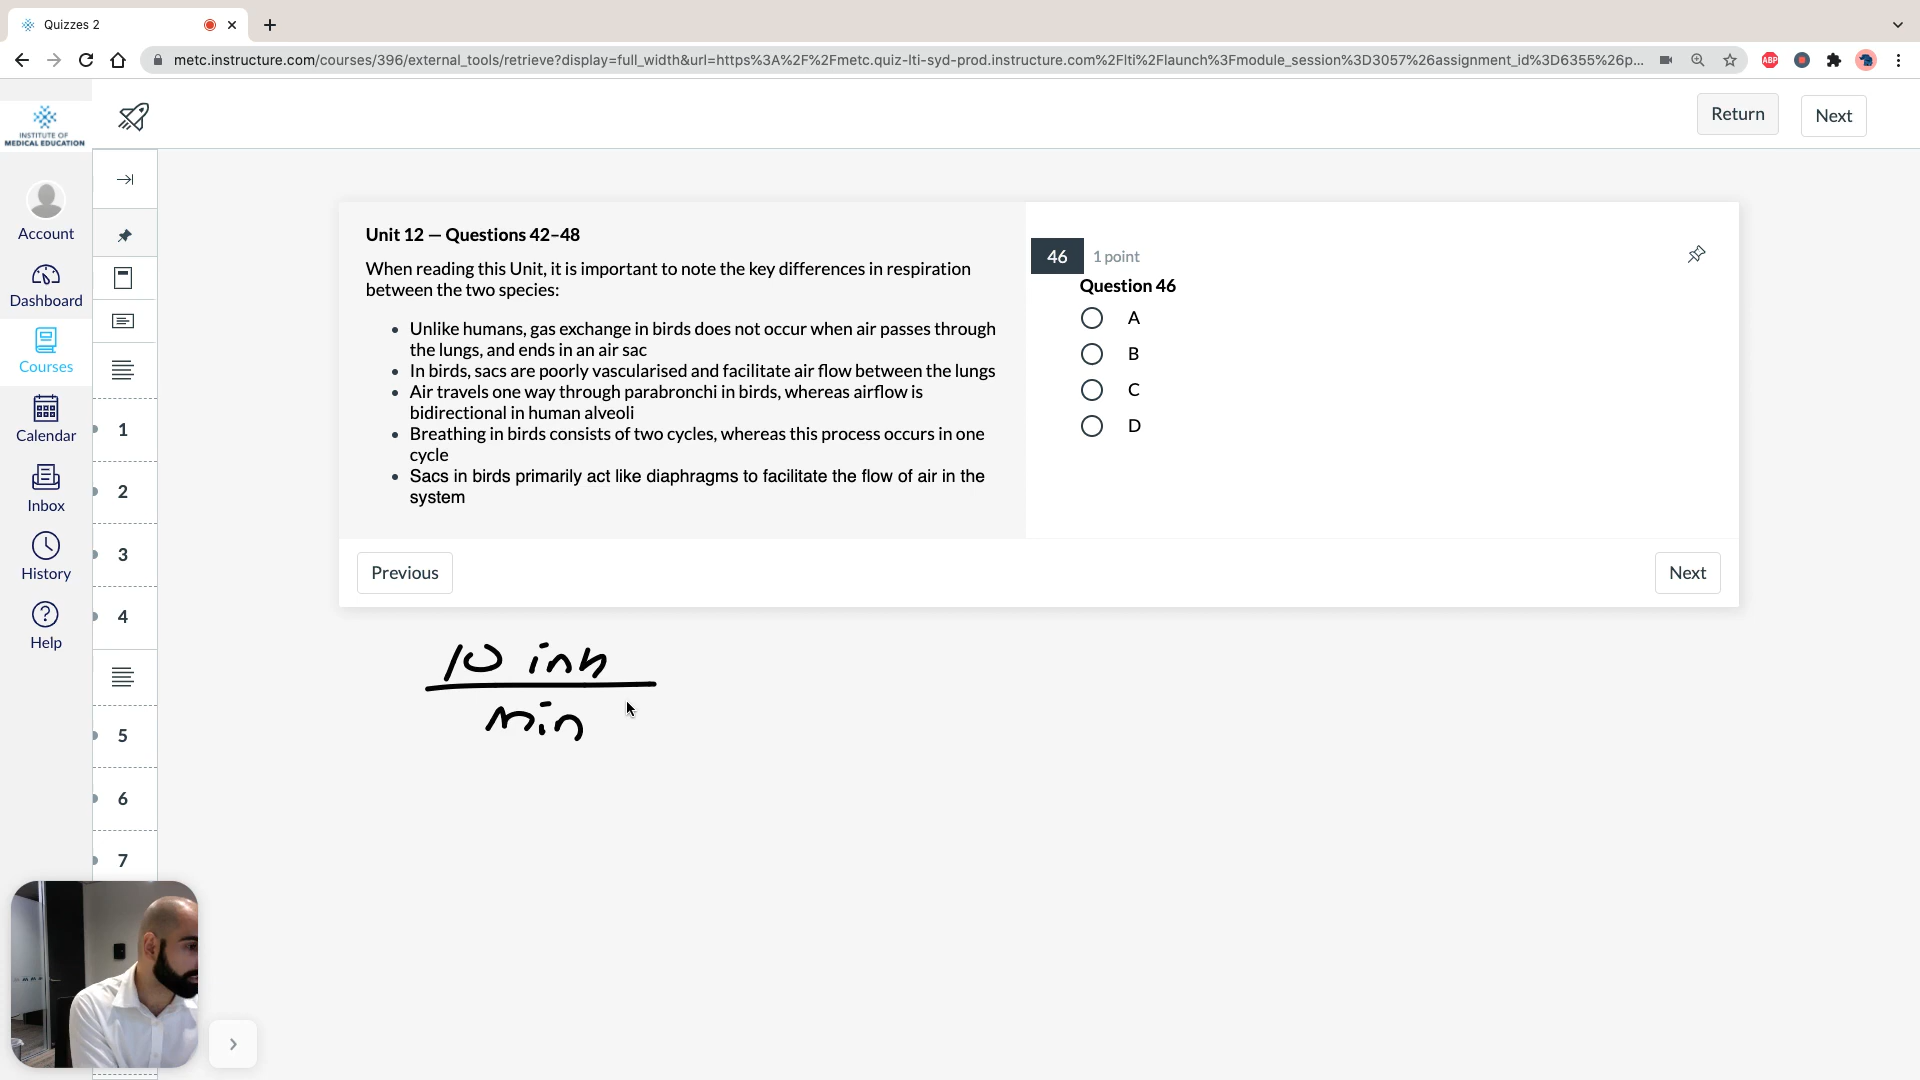 Quizzes 2
metc.instructure.com/courses/396/external_tools/retrieve?display=full_width&url=https%3A%2F%2Fmetc.quiz-lti-syd-prod.instructure.com%2Flti%2Flaunch%3Fmodule_session%3D3057%26assignment_id%3D6355%26p...
ABP
INSTITUTE OF
MEDICAL EDUCATION
Return
Next
Account
Dashboard
Courses
Calendar
Inbox
History
Help
1
2
3
4
5
6
7
Unit 12 – Questions 42–48
When reading this Unit, it is important to note the key differences in respiration
between the two species:
• Unlike humans, gas exchange in birds does not occur when air passes through
the lungs, and ends in an air sac
• In birds, sacs are poorly vascularised and facilitate air flow between the lungs
• Air travels one way through parabronchi in birds, whereas airflow is
bidirectional in human alveoli
• Breathing in birds consists of two cycles, whereas this process occurs in one
cycle
• Sacs in birds primarily act like diaphragms to facilitate the flow of air in the
system
46
1 point
Question 46
A
B
C
D
Previous
Next
10 inh
min